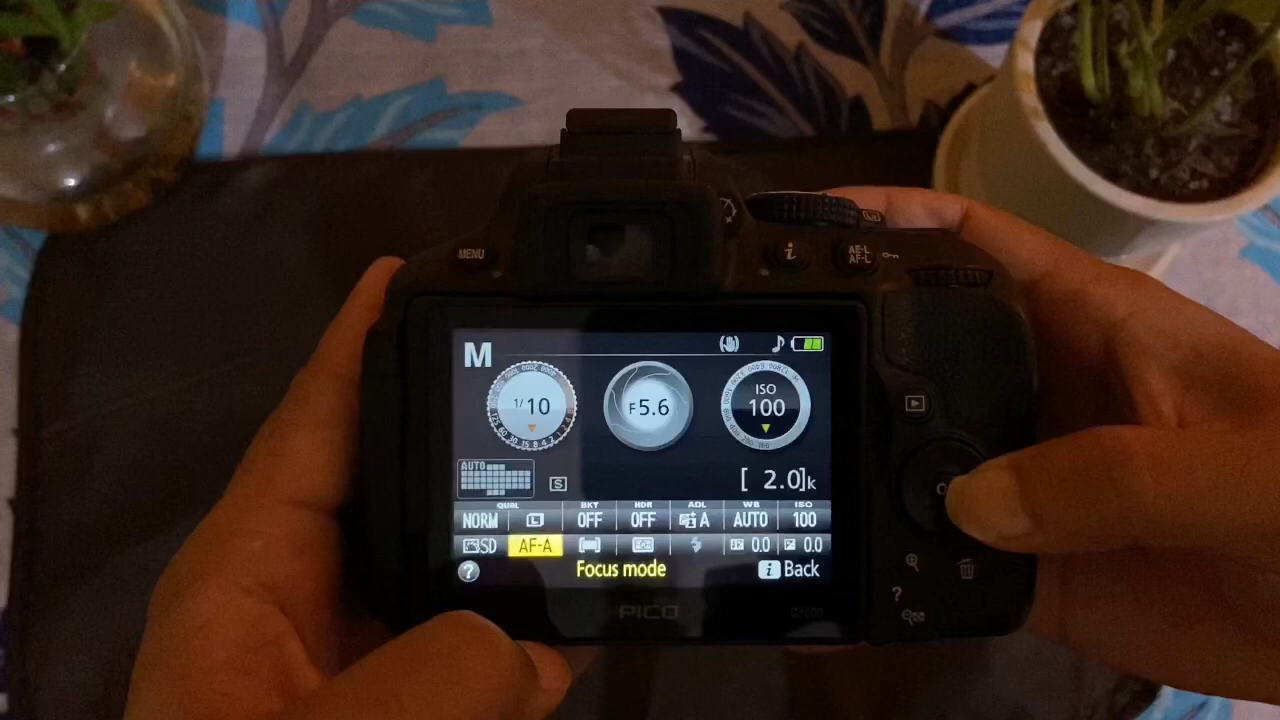 MENU
i
AE-L
AF-L
M
1/10
F5.6
ISO
100
AUTO
S
[ 2.0]k
QUAL BKT HDR ADL WB ISO
NORM L OFF OFF A AUTO 100
SD AF-A 0.0 0.0
? Focus mode i Back
PICO
?